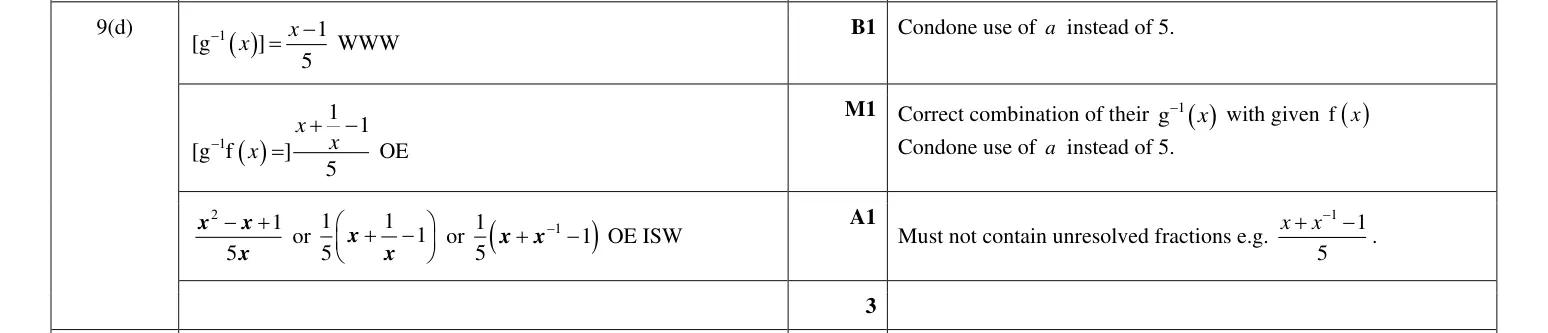 9(d)
[g⁻¹(x)] = (x − 1)/5 WWW
B1
Condone use of a instead of 5.
[g⁻¹f(x) =] (x + 1/x − 1)/5 OE
M1
Correct combination of their g⁻¹(x) with given f(x)
Condone use of a instead of 5.
(x² − x + 1)/5x or 1/5(x + 1/x − 1) or 1/5(x + x⁻¹ − 1) OE ISW
A1
Must not contain unresolved fractions e.g. (x + x⁻¹ − 1)/5 .
3